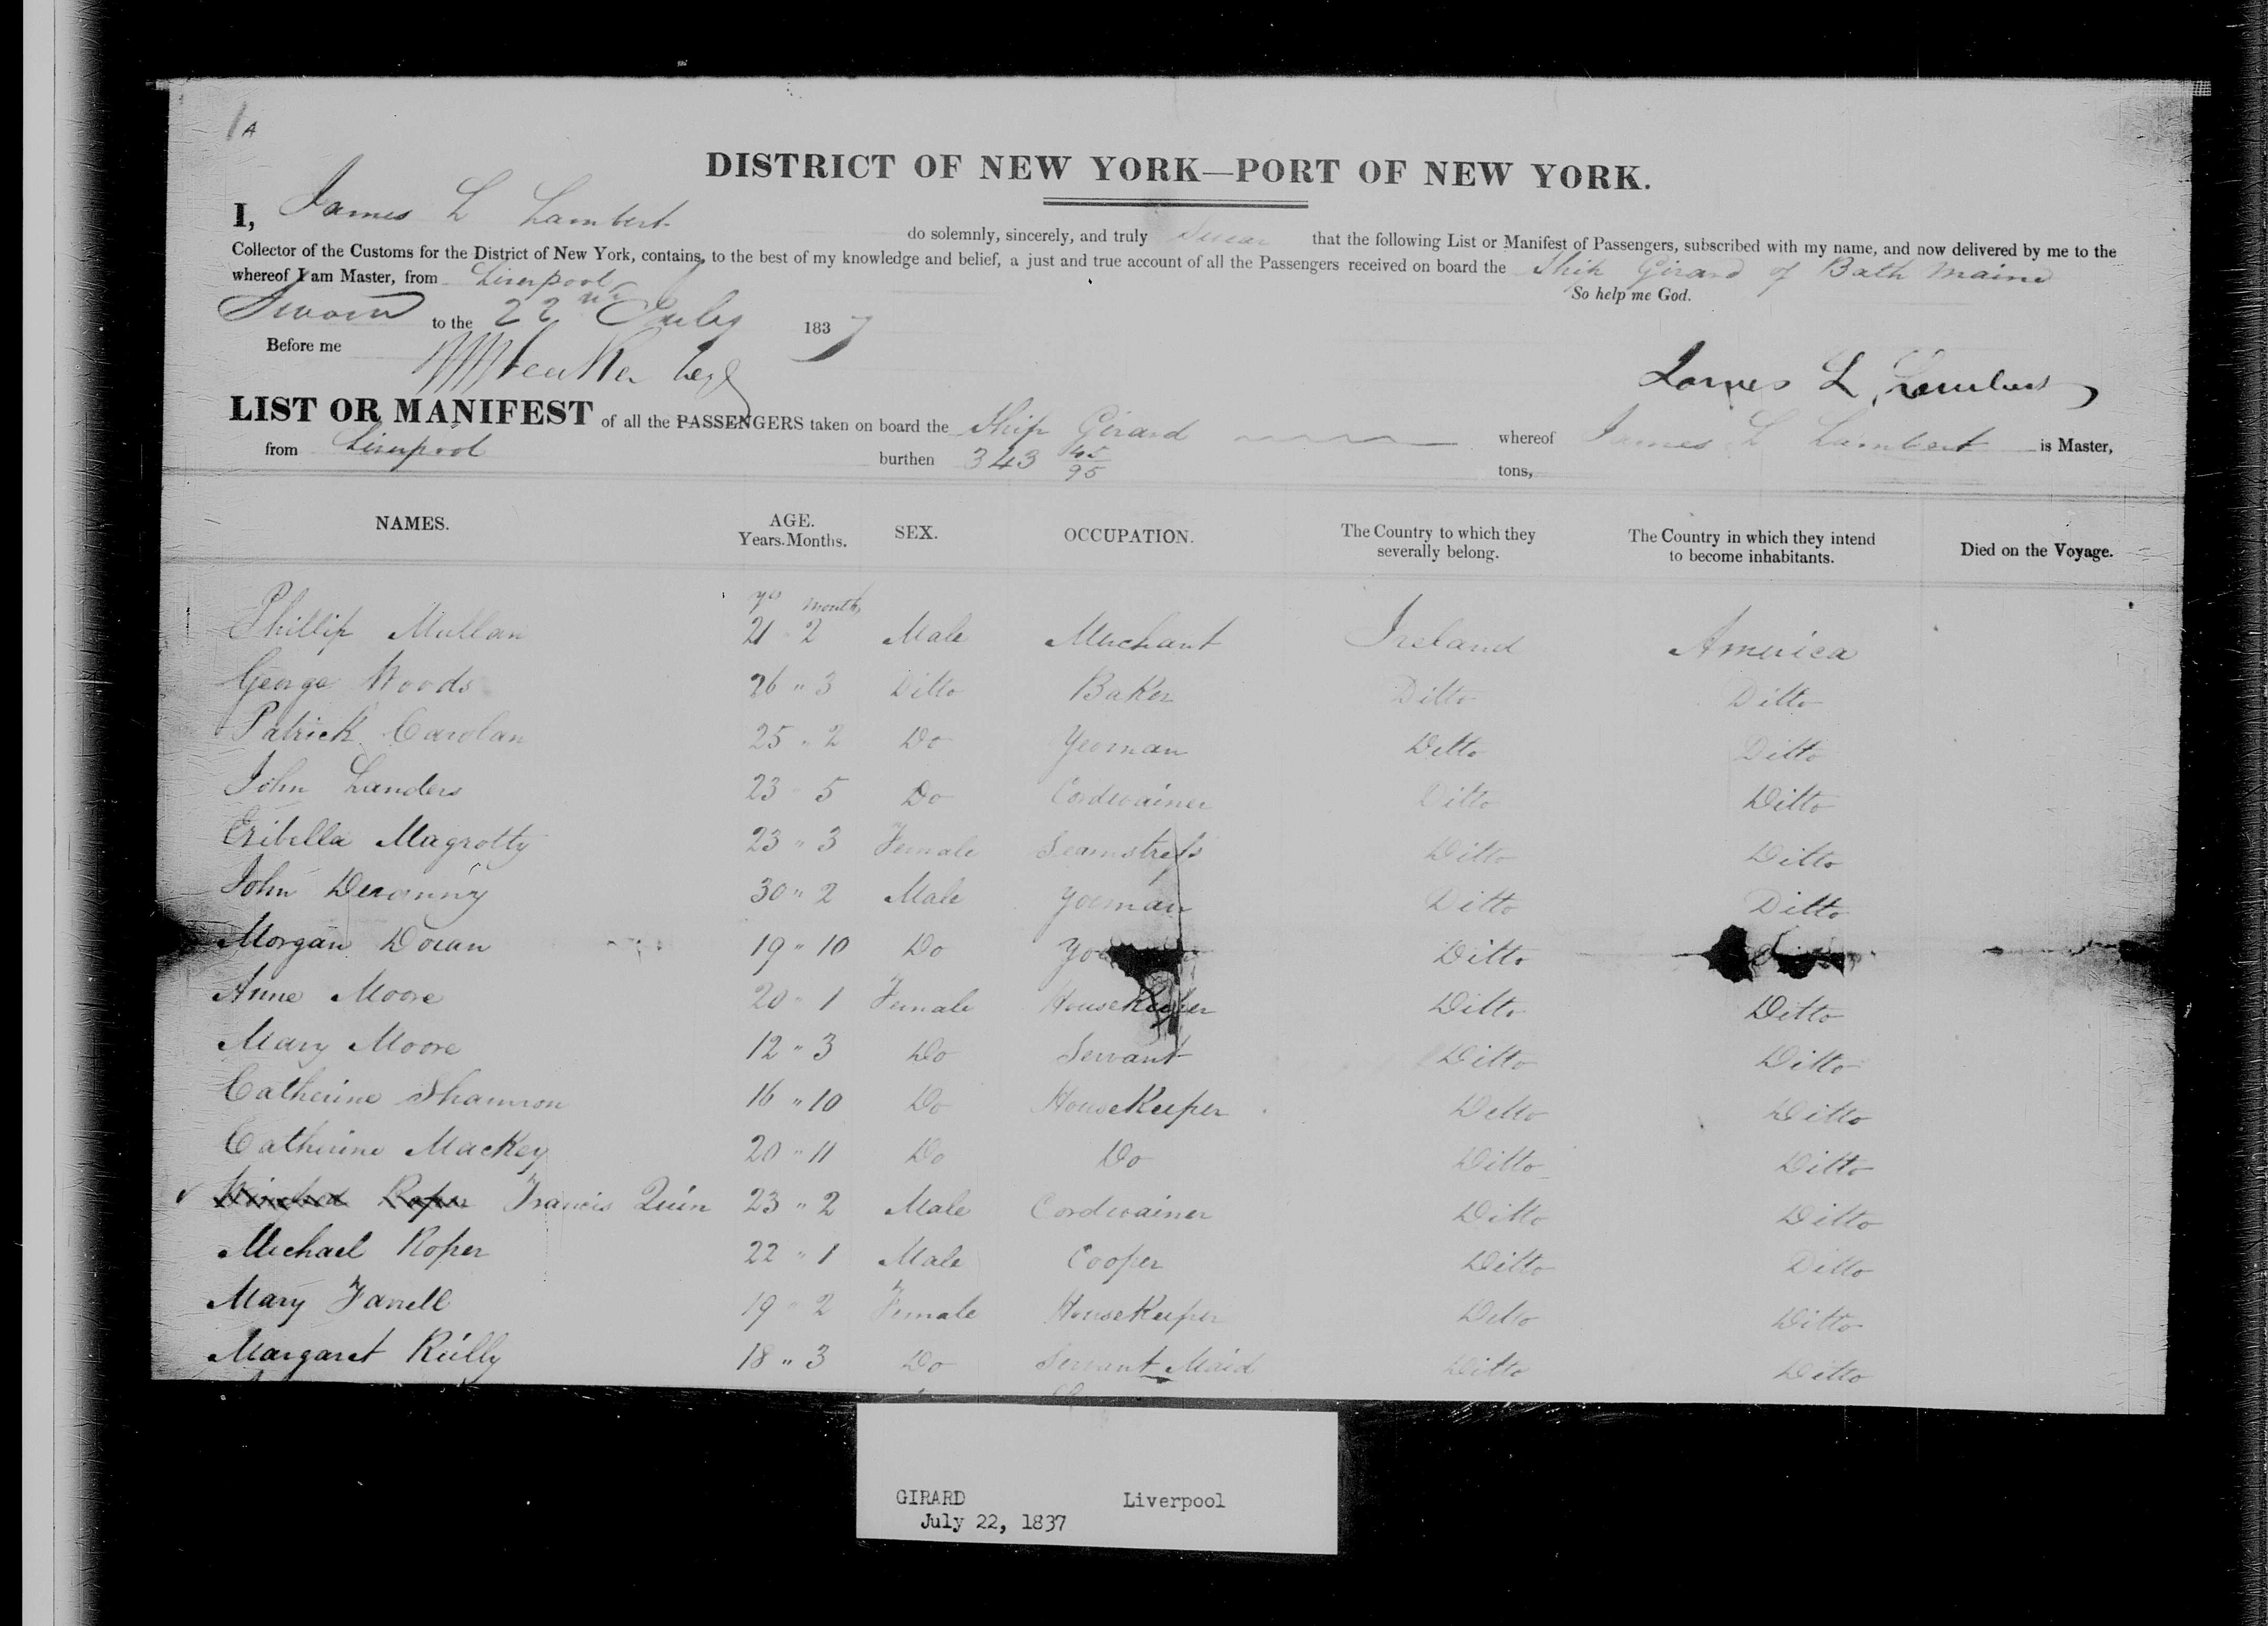 1A
DISTRICT OF NEW YORK—PORT OF NEW YORK.
I, James L Lambert do solemnly, sincerely, and truly Swear that the following List or Manifest of Passengers, subscribed with my name, and now delivered by me to the
Collector of the Customs for the District of New York, contains, to the best of my knowledge and belief, a just and true account of all the Passengers received on board the Ship Girard of Bath Maine
whereof I am Master, from Liverpool So help me God.
Sworn to the 22nd July 1837
Before me
James L Lambert
LIST OR MANIFEST of all the PASSENGERS taken on board the Ship Girard whereof James L Lambert is Master,
from Liverpool burthen 343 45/95 tons,
NAMES. AGE. Years. Months. SEX. OCCUPATION. The Country to which they severally belong. The Country in which they intend to become inhabitants. Died on the Voyage.
ys months
Phillip Mullan 21 " 2 Male Merchant Ireland America
George Woods 26 " 3 Ditto Baker Ditto Ditto
Patrick Carolan 25 " 2 Do Yeoman Ditto Ditto
John Landers 23 " 5 Do Cordwainer Ditto Ditto
Eribella Magrotty 23 " 3 Female Seamstress Ditto Ditto
John Devanny 30 " 2 Male Yoeman Ditto Ditto
Morgan Doran 19 " 10 Do Ditto
Anne Moore 20 " 1 Female HouseKeeper Ditto Ditto
Mary Moore 12 " 3 Do Servant Ditto Ditto
Catherine Shannon 16 " 10 Do HouseKeeper Ditto Ditto
Catherine Mackey 20 " 11 Do Do Ditto Ditto
Winifred Roper Francis Quin 23 " 2 Male Cordwainer Ditto Ditto
Michael Roper 22 " 1 Male Cooper Ditto Ditto
Mary Farrell 19 " 2 Female HouseKeeper Ditto Ditto
Margaret Reilly 18 " 3 Do Servant Maid Ditto Ditto
GIRARD Liverpool
July 22, 1837